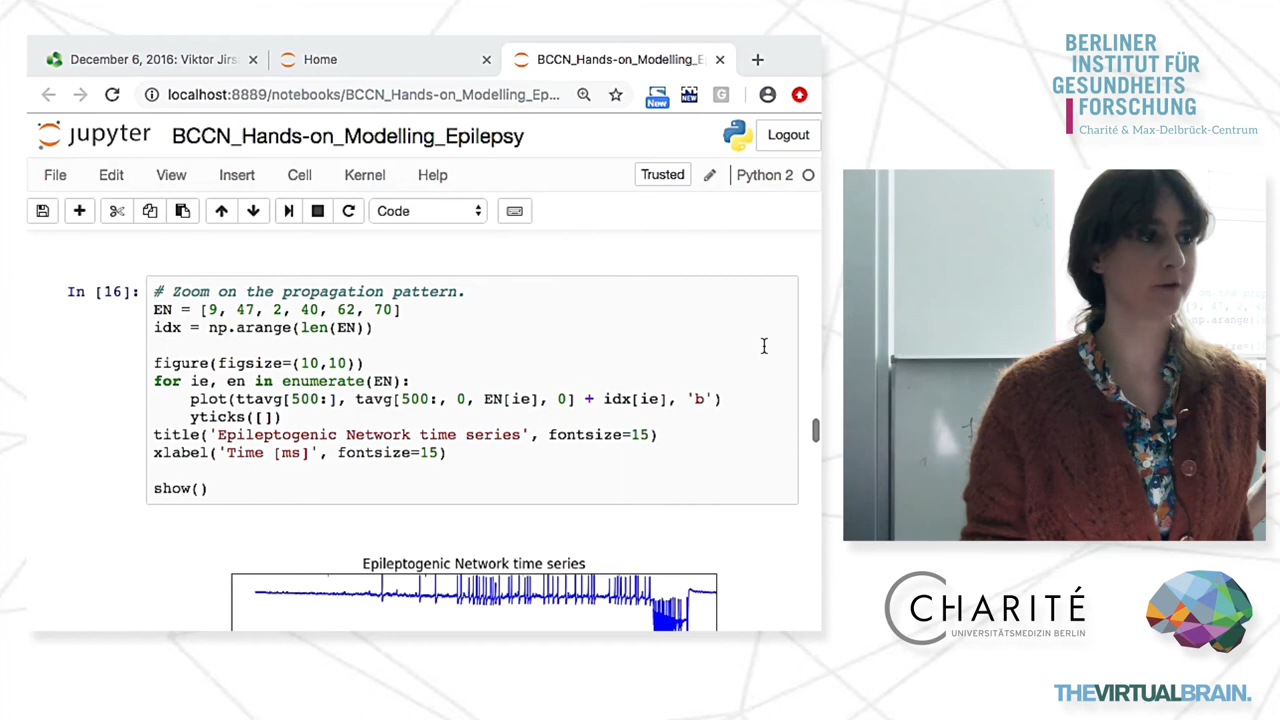 December 6, 2016: Viktor Jirs
Home
BCCN_Hands-on_Modelling_E
localhost:8889/notebooks/BCCN_Hands-on_Modelling_Ep...
New
NEW
G
jupyter
BCCN_Hands-on_Modelling_Epilepsy
Logout
File Edit View Insert Cell Kernel Help
Trusted
Python 2
Code
In [16]:
# Zoom on the propagation pattern.
EN = [9, 47, 2, 40, 62, 70]
idx = np.arange(len(EN))
figure(figsize=(10,10))
for ie, en in enumerate(EN):
plot(ttavg[500:], tavg[500:, 0, EN[ie], 0] + idx[ie], 'b')
yticks([])
title('Epileptogenic Network time series', fontsize=15)
xlabel('Time [ms]', fontsize=15)
show()
Epileptogenic Network time series
BERLINER
INSTITUT FÜR
GESUNDHEITS
FORSCHUNG
Charité & Max-Delbrück-Centrum
CHARITÉ
UNIVERSITÄTSMEDIZIN BERLIN
THEVIRTUALBRAIN.